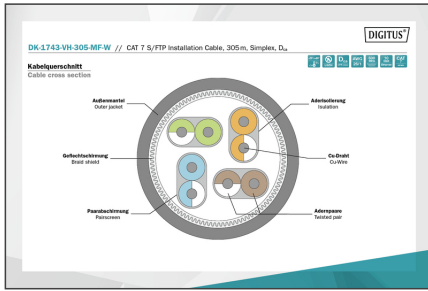 DIGITUS®
DK-1743-VH-305-MF-W // CAT 7 S/FTP Installation Cable, 305 m, Simplex, Dca
Kabelquerschnitt
Cable cross section
Außenmantel
Outer jacket
Aderisolierung
Insulation
Geflechtschirmung
Braid shield
Cu-Draht
Cu-Wire
Paarabschirmung
Pairscreen
Aderpaare
Twisted pair